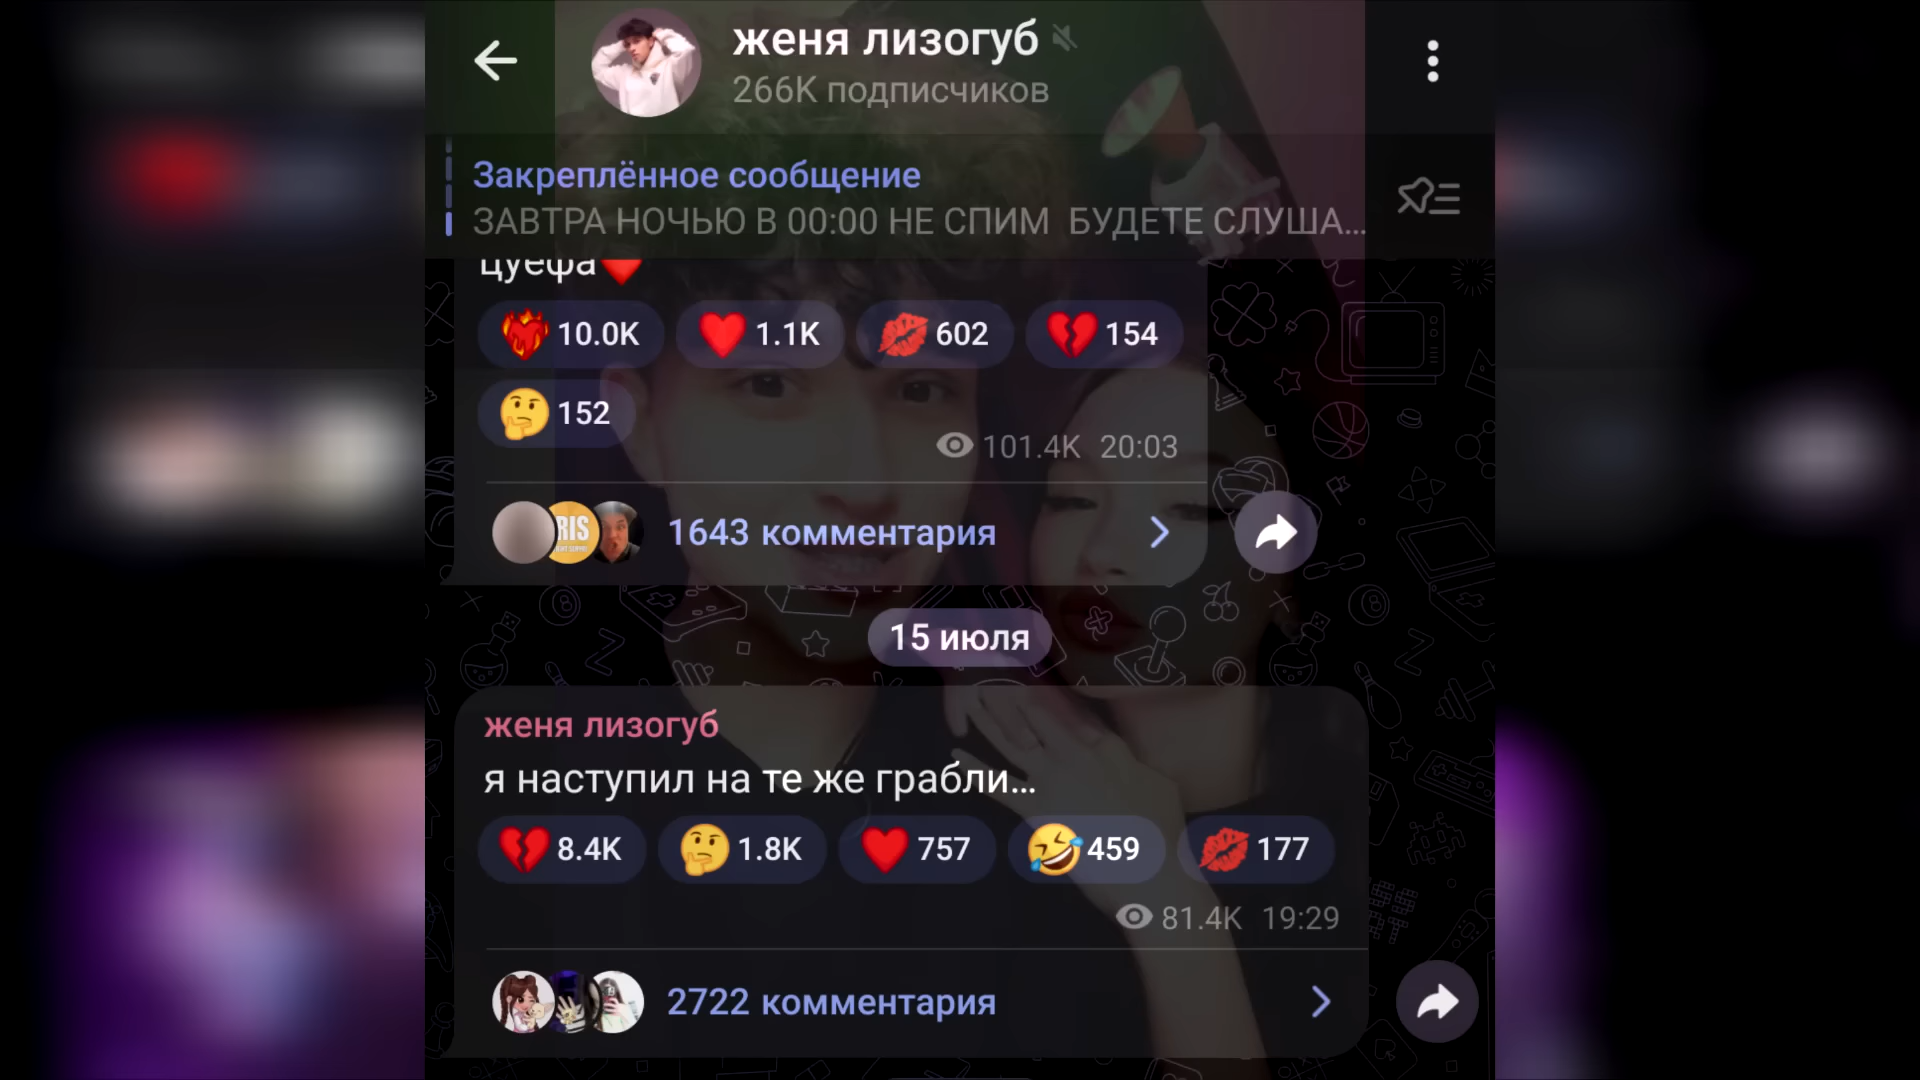 женя лизогуб
266K подписчиков
Закреплённое сообщение
ЗАВТРА НОЧЬЮ В 00:00 НЕ СПИМ БУДЕТЕ СЛУША...
цуефа
10.0K 1.1K 602 154
152
101.4K 20:03
RIS
1643 комментария
15 июля
женя лизогуб
я наступил на те же грабли...
8.4K 1.8K 757 459 177
81.4K 19:29
2722 комментария